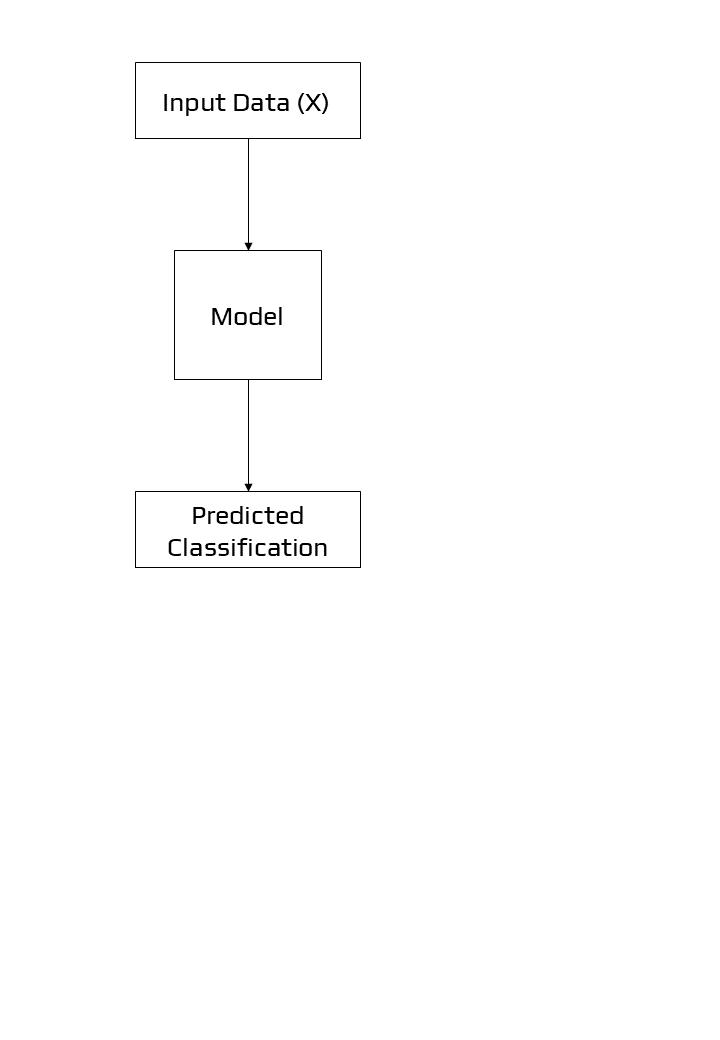 Input Data (X)
Model
Predicted
Classification